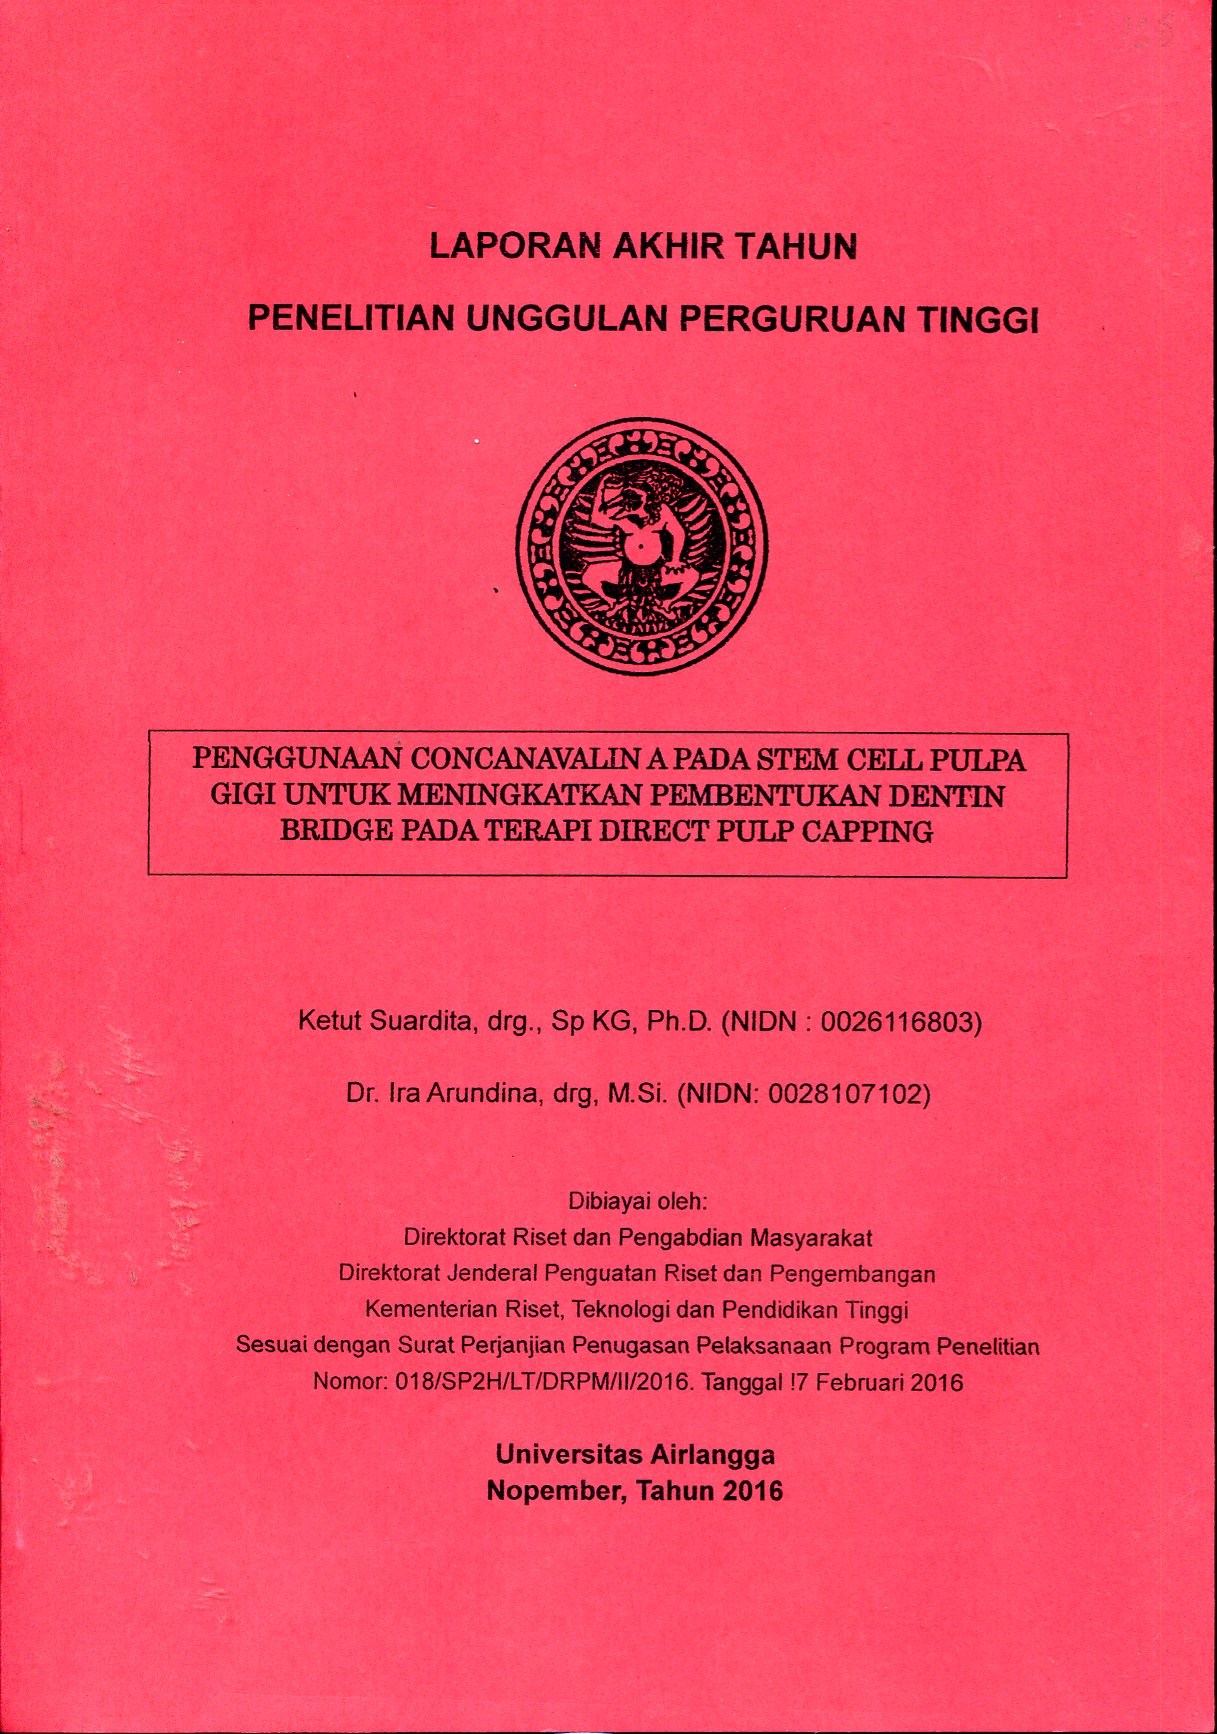 LAPORAN AKHIR TAHUN
PENELITIAN UNGGULAN PERGURUAN TINGGI
PENGGUNAAN CONCANAVALIN A PADA STEM CELL PULPA
GIGI UNTUK MENINGKATKAN PEMBENTUKAN DENTIN
BRIDGE PADA TERAPI DIRECT PULP CAPPING
Ketut Suardita, drg., Sp KG, Ph.D. (NIDN : 0026116803)
Dr. Ira Arundina, drg, M.Si. (NIDN: 0028107102)
Dibiayai oleh:
Direktorat Riset dan Pengabdian Masyarakat
Direktorat Jenderal Penguatan Riset dan Pengembangan
Kementerian Riset, Teknologi dan Pendidikan Tinggi
Sesuai dengan Surat Perjanjian Penugasan Pelaksanaan Program Penelitian
Nomor: 018/SP2H/LT/DRPM/II/2016. Tanggal !7 Februari 2016
Universitas Airlangga
Nopember, Tahun 2016